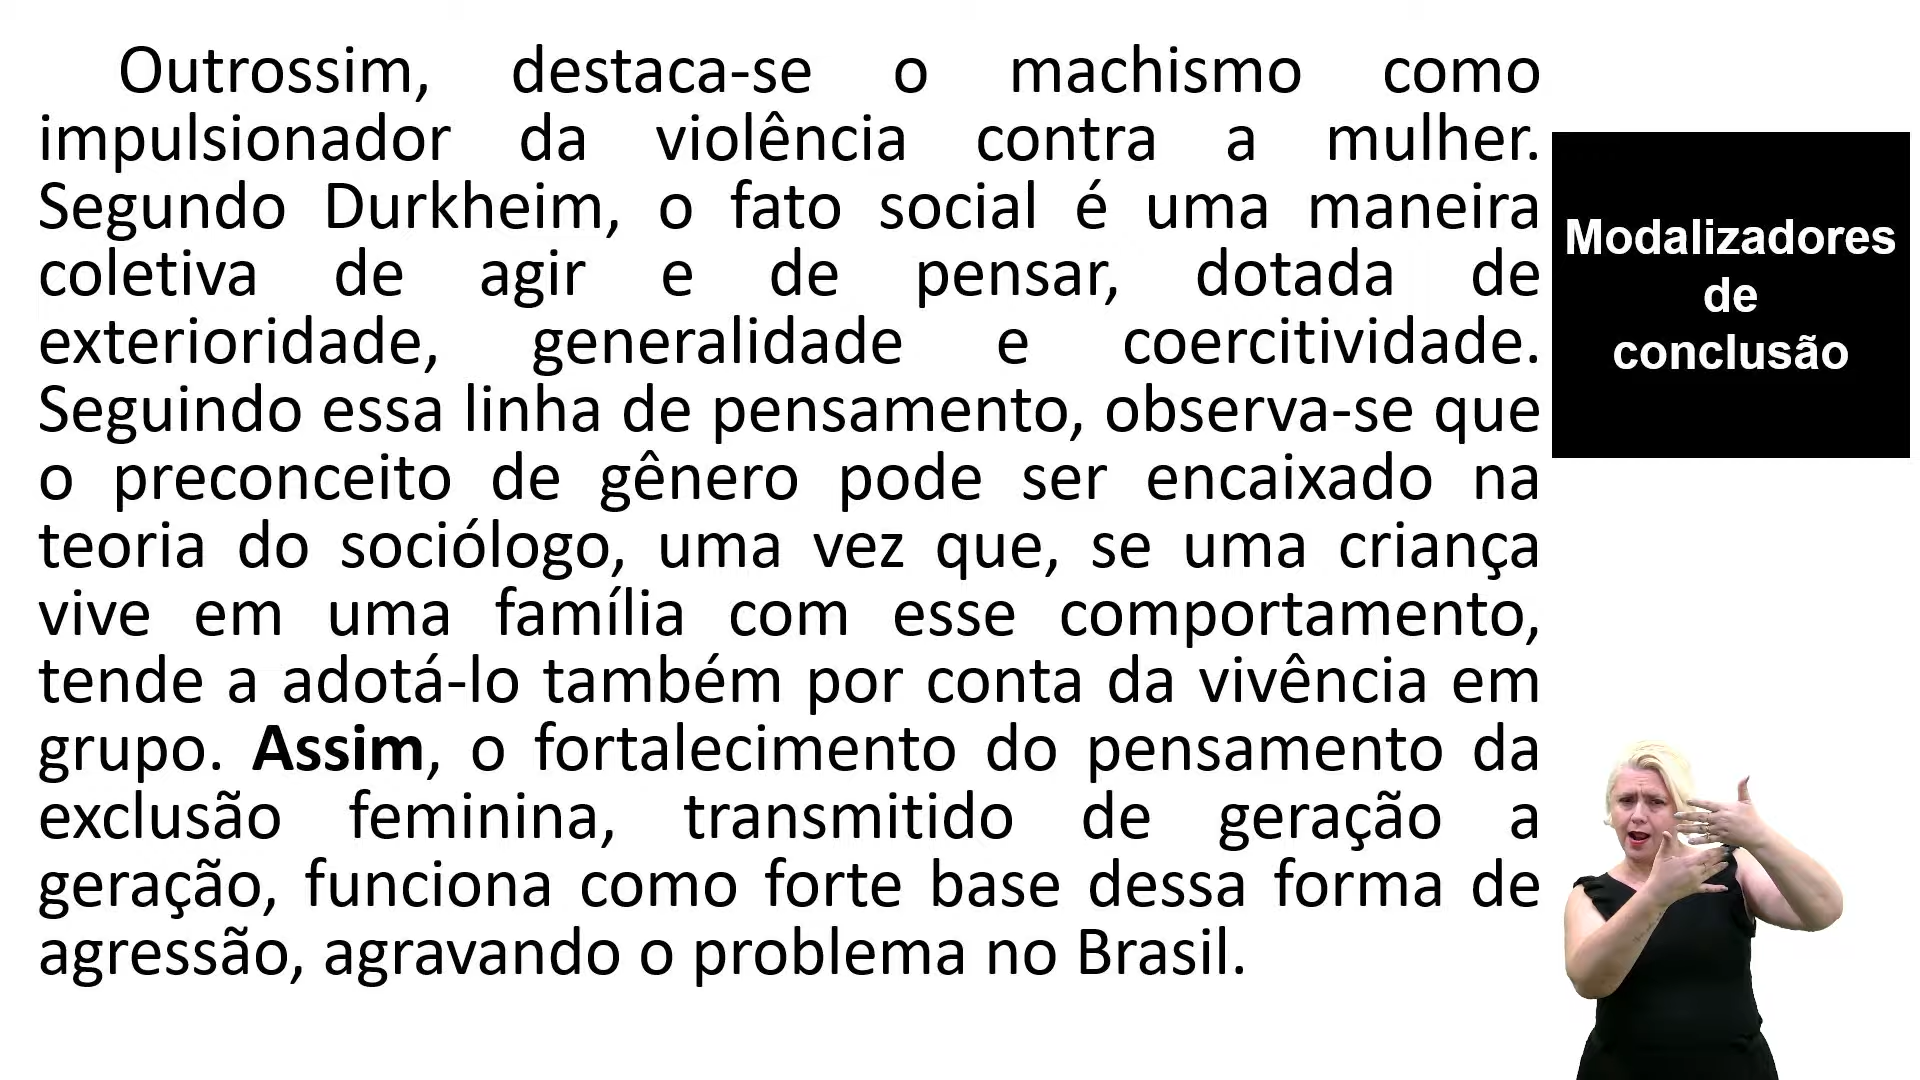 Outrossim, destaca-se o machismo como
impulsionador da violência contra a mulher.
Segundo Durkheim, o fato social é uma maneira
coletiva de agir e de pensar, dotada de
exterioridade, generalidade e coercitividade.
Seguindo essa linha de pensamento, observa-se que
o preconceito de gênero pode ser encaixado na
teoria do sociólogo, uma vez que, se uma criança
vive em uma família com esse comportamento,
tende a adotá-lo também por conta da vivência em
grupo. Assim, o fortalecimento do pensamento da
exclusão feminina, transmitido de geração a
geração, funciona como forte base dessa forma de
agressão, agravando o problema no Brasil.
Modalizadores
de
conclusão